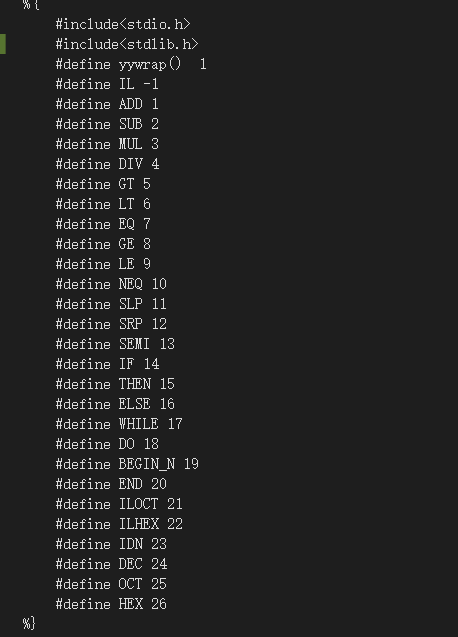 %{
#include<stdio.h>
#include<stdlib.h>
#define yywrap()  1
#define IL -1
#define ADD 1
#define SUB 2
#define MUL 3
#define DIV 4
#define GT 5
#define LT 6
#define EQ 7
#define GE 8
#define LE 9
#define NEQ 10
#define SLP 11
#define SRP 12
#define SEMI 13
#define IF 14
#define THEN 15
#define ELSE 16
#define WHILE 17
#define DO 18
#define BEGIN_N 19
#define END 20
#define ILOCT 21
#define ILHEX 22
#define IDN 23
#define DEC 24
#define OCT 25
#define HEX 26
%}